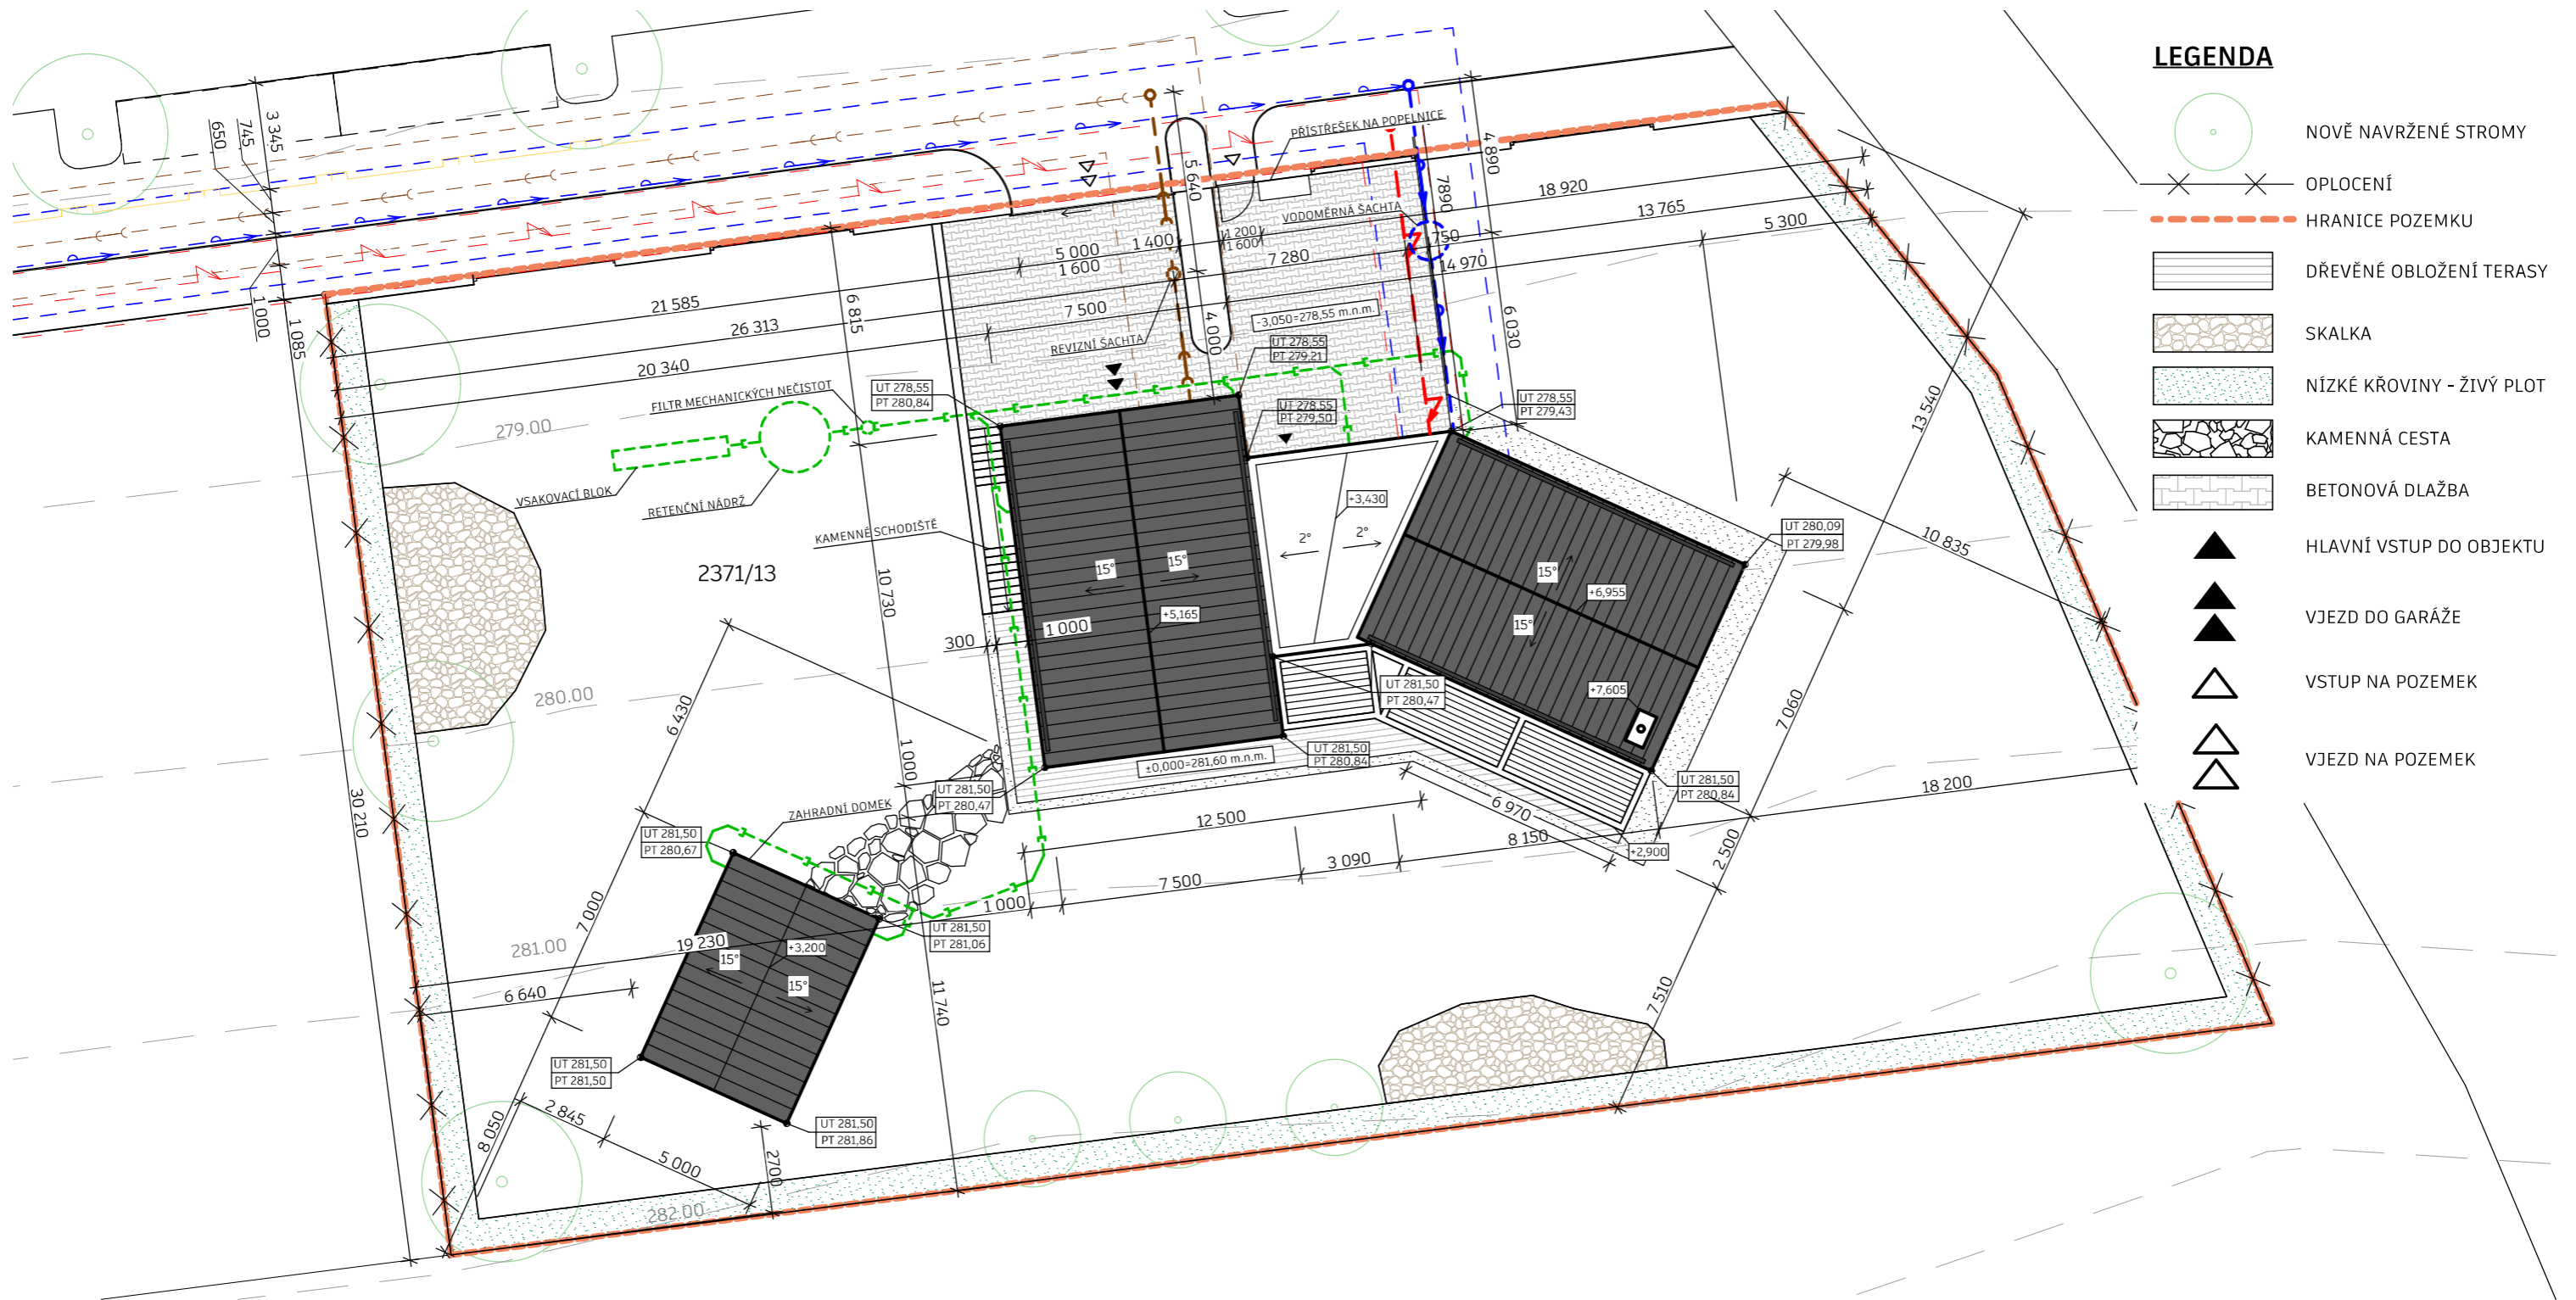 LEGENDA
NOVĚ NAVRŽENÉ STROMY
OPLOCENÍ
HRANICE POZEMKU
DŘEVĚNÉ OBLOŽENÍ TERASY
SKALKA
NÍZKÉ KŘOVINY - ŽIVÝ PLOT
KAMENNÁ CESTA
BETONOVÁ DLAŽBA
HLAVNÍ VSTUP DO OBJEKTU
VJEZD DO GARÁŽE
VSTUP NA POZEMEK
VJEZD NA POZEMEK
650
745
3 345
1 000
1 085
30 210
PŘÍSTŘEŠEK NA POPELNICE
5 640
4 890
7890
VODOMĚRNÁ ŠACHTA
18 920
13 765
5 300
5 000
1 400
1 200
1 600
1 600
750
7 280
14 970
21 585
26 313
20 340
7 500
6 815
4 000
6 030
-3,050=278,55 m.n.m.
REVIZNÍ ŠACHTA
UT 278,55
PT 279,21
UT 278,55
PT 280,84
UT 278,55
PT 279,50
UT 278,55
PT 279,43
FILTR MECHANICKÝCH NEČISTOT
279.00
VSAKOVACÍ BLOK
RETENČNÍ NÁDRŽ
KAMENNÉ SCHODIŠTĚ
2371/13
13 540
10 835
UT 280,09
PT 279,98
+3,430
2°
2°
15°
15°
+5,165
15°
15°
+6,955
+7,605
10 730
300
1 000
280.00
6 430
7 060
UT 281,50
PT 280,47
UT 281,50
PT 280,84
±0,000=281,60 m.n.m.
1 000
UT 281,50
PT 280,47
UT 281,50
PT 280,84
18 200
ZAHRADNÍ DOMEK
UT 281,50
PT 280,67
12 500
6 970
8 150
+2,900
2 500
3 090
7 500
1 000
7 000
281.00
19 230
+3,200
15°
15°
UT 281,50
PT 281,06
6 640
11 740
7 510
UT 281,50
PT 281,50
8 050
2 845
5 000
2700
UT 281,50
PT 281,86
282.00